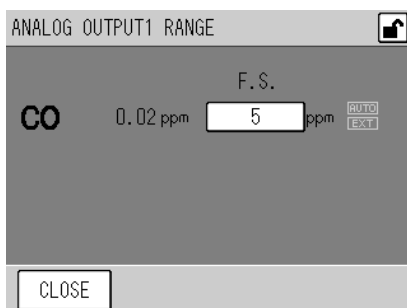 ANALOG OUTPUT1 RANGE
F.S.
CO 0.02 ppm 5 ppm AUTO
EXT
CLOSE